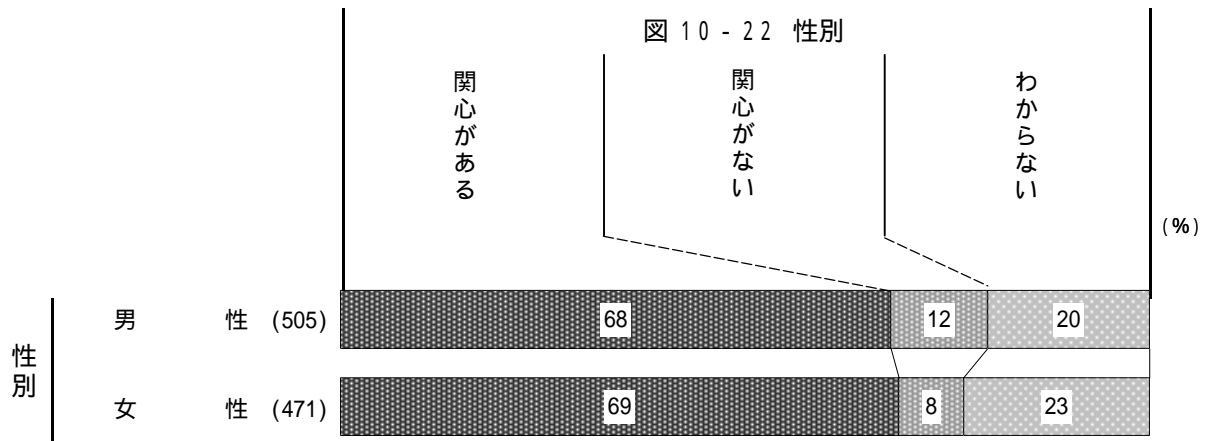 図 10-22 性別
関心がある
関心がない
わからない
(%)
性別
男 性 (505) 68 12 20
女 性 (471) 69 8 23